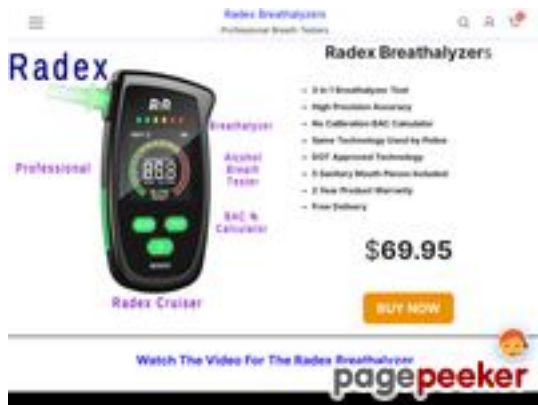 Radex Breathalyzers
Professional Breath Testers
Radex
Radex Breathalyzers
Professional
Breathalyzer
Alcohol
Breath
Tester
BAC %
Calculator
Radex Cruiser
3 in 1 Breathalyzer Tool
High Precision Accuracy
No Calibration BAC Calculator
Same Technology Used by Police
DOT Approved Technology
5 Sanitary Mouth Pieces Included
2 Year Product Warranty
Free Delivery
$69.95
BUY NOW
Watch The Video For The Radex Breathalyzer
pagepeeker